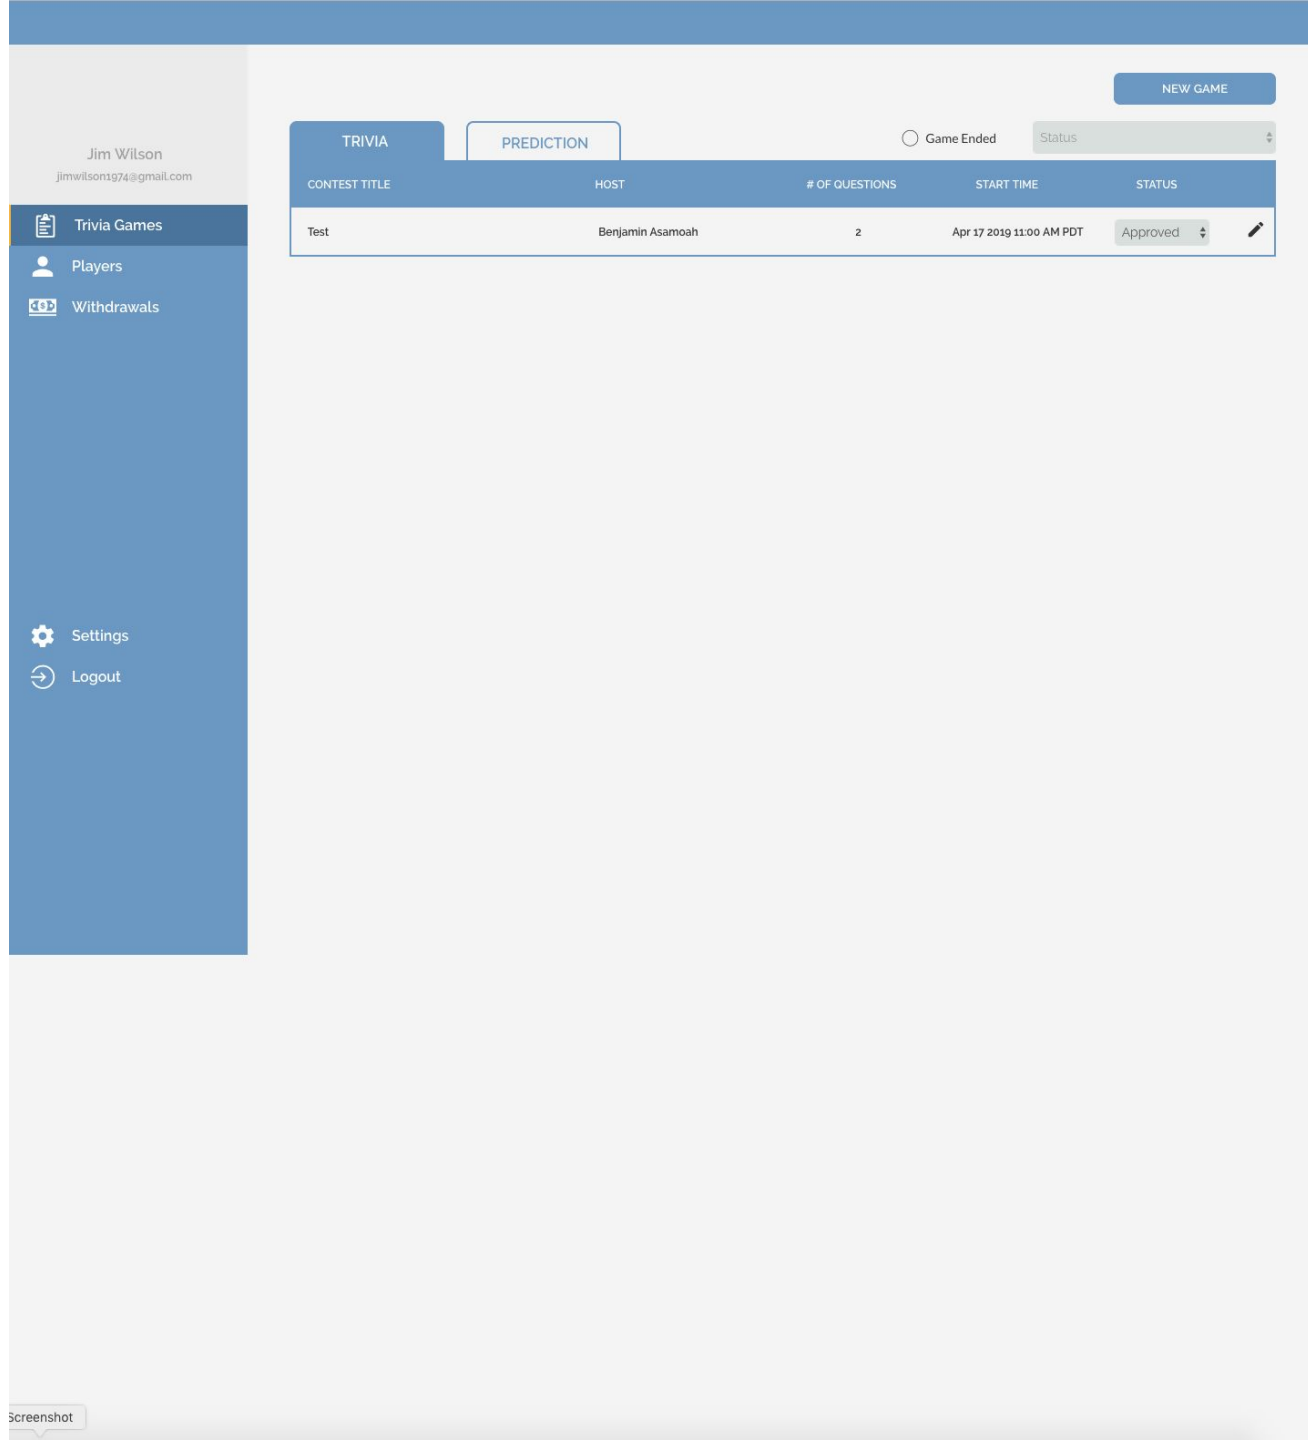 NEW GAME
TRIVIA
PREDICTION
Game Ended
Status
Jim Wilson
jimwilson1974@gmail.com
CONTEST TITLE HOST # OF QUESTIONS START TIME STATUS
Test Benjamin Asamoah 2 Apr 17 2019 11:00 AM PDT Approved
Trivia Games
Players
Withdrawals
Settings
Logout
Screenshot